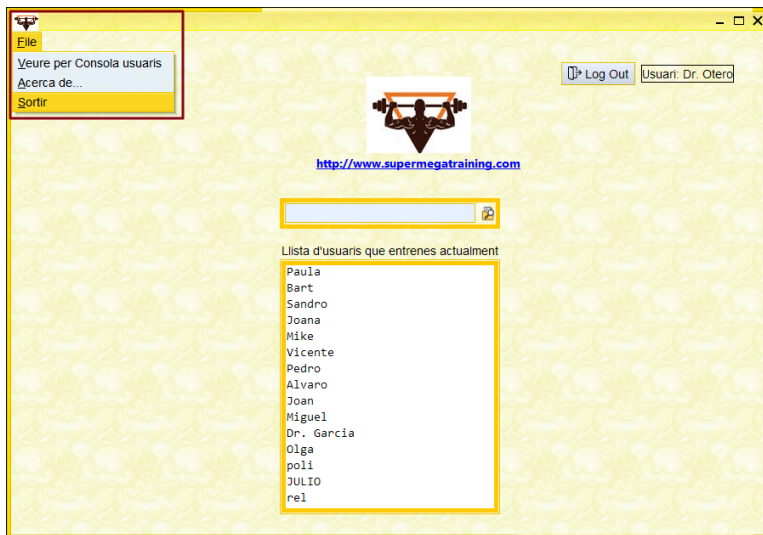 File
Veure per Consola usuaris
Acerca de...
Sortir
Log Out
Usuari: Dr. Otero
http://www.supermegatraining.com
Llista d'usuaris que entrenes actualment
Paula
Bart
Sandro
Joana
Mike
Vicente
Pedro
Alvaro
Joan
Miguel
Dr. Garcia
Olga
poli
JULIO
rel